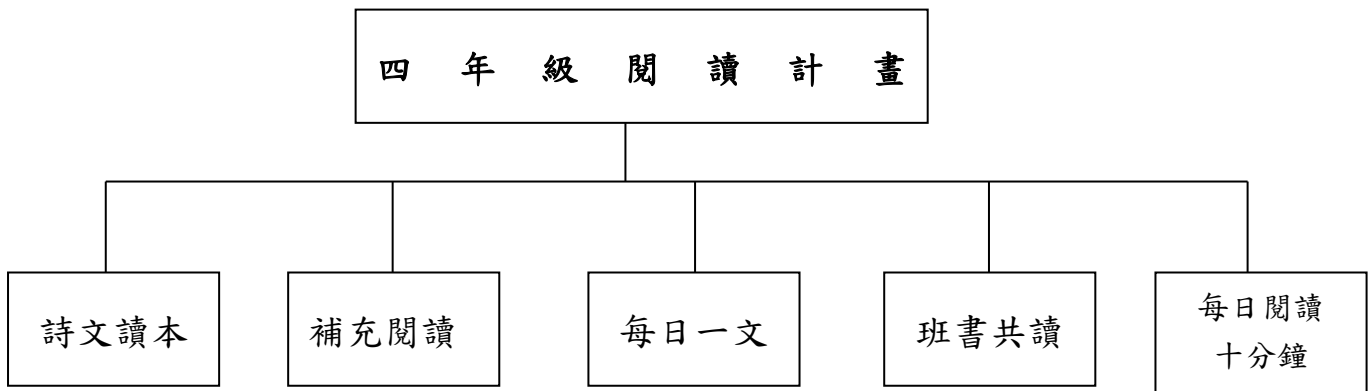 四年級閱讀計畫
詩文讀本
補充閱讀
每日一文
班書共讀
每日閱讀
十分鐘